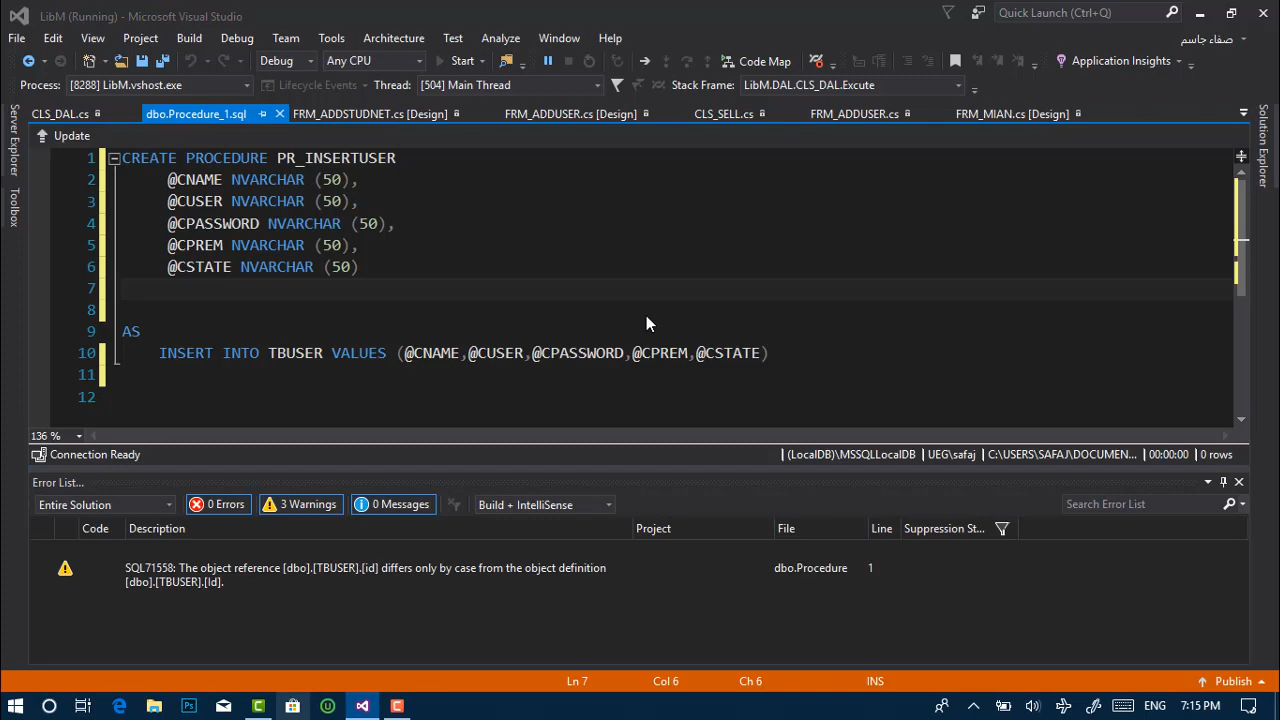 LibM (Running) - Microsoft Visual Studio
Quick Launch (Ctrl+Q)
File Edit View Project Build Debug Team Tools Architecture Test Analyze Window Help
صفاء جاسم
Debug Any CPU Start Code Map Application Insights
Process: [8288] LibM.vshost.exe Lifecycle Events Thread: [504] Main Thread Stack Frame: LibM.DAL.CLS_DAL.Excute
CLS_DAL.cs dbo.Procedure_1.sql FRM_ADDSTUDNET.cs [Design] FRM_ADDUSER.cs [Design] CLS_SELL.cs FRM_ADDUSER.cs FRM_MIAN.cs [Design]
Server Explorer
Toolbox
Solution Explorer
Update
1 CREATE PROCEDURE PR_INSERTUSER
2 @CNAME NVARCHAR (50),
3 @CUSER NVARCHAR (50),
4 @CPASSWORD NVARCHAR (50),
5 @CPREM NVARCHAR (50),
6 @CSTATE NVARCHAR (50)
7
8
9 AS
10 INSERT INTO TBUSER VALUES (@CNAME,@CUSER,@CPASSWORD,@CPREM,@CSTATE)
11
12
136 %
Connection Ready (LocalDB)\MSSQLLocalDB UEG\safaj C:\USERS\SAFAJ\DOCUMEN... 00:00:00 0 rows
Error List...
Entire Solution 0 Errors 3 Warnings 0 Messages Build + IntelliSense Search Error List
Code Description Project File Line Suppression St...
SQL71558: The object reference [dbo].[TBUSER].[id] differs only by case from the object definition dbo.Procedure 1
[dbo].[TBUSER].[Id].
Ln 7 Col 6 Ch 6 INS Publish
ENG 7:15 PM